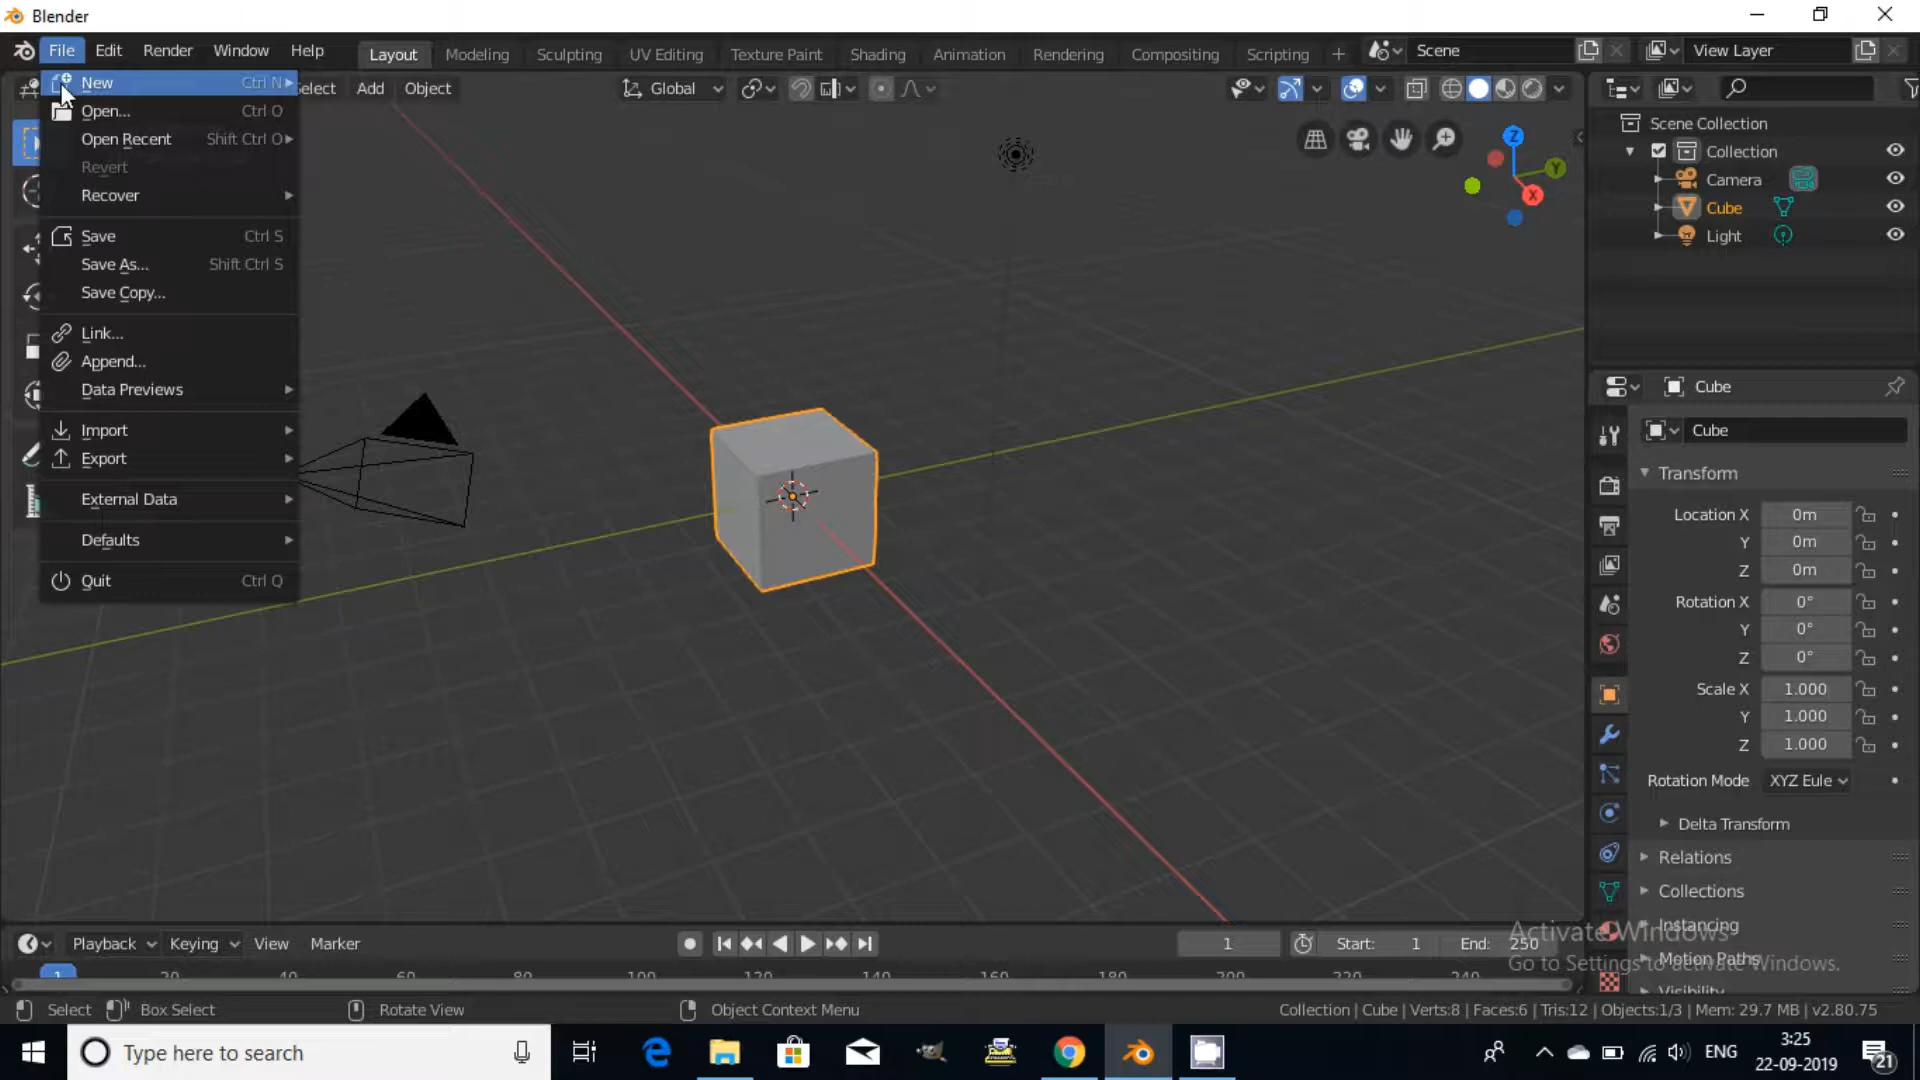 Blender
File Edit Render Window Help Layout Modeling Sculpting UV Editing Texture Paint Shading Animation Rendering Compositing Scripting + Scene View Layer
New Ctrl N
elect Add Object Global
Open... Ctrl O
Open Recent Shift Ctrl O
Revert
Recover
Save Ctrl S
Save As... Shift Ctrl S
Save Copy...
Link...
Append...
Data Previews
Import
Export
External Data
Defaults
Quit Ctrl Q
Z
Y
X
Scene Collection
Collection
Camera
Cube
Light
Cube
Cube
Transform
Location X 0m
Y 0m
Z 0m
Rotation X 0°
Y 0°
Z 0°
Scale X 1.000
Y 1.000
Z 1.000
Rotation Mode XYZ Eule
Delta Transform
Relations
Collections
Instancing
Motion Paths
Visibility
Activate Windows
Go to Settings to activate Windows.
Playback Keying View Marker 1 Start: 1 End: 250
1 20 40 60 80 100 120 140 160 180 200 220 240
Select Box Select Rotate View Object Context Menu Collection | Cube | Verts:8 | Faces:6 | Tris:12 | Objects:1/3 | Mem: 29.7 MB | v2.80.75
Type here to search
ENG
3:25
22-09-2019
21